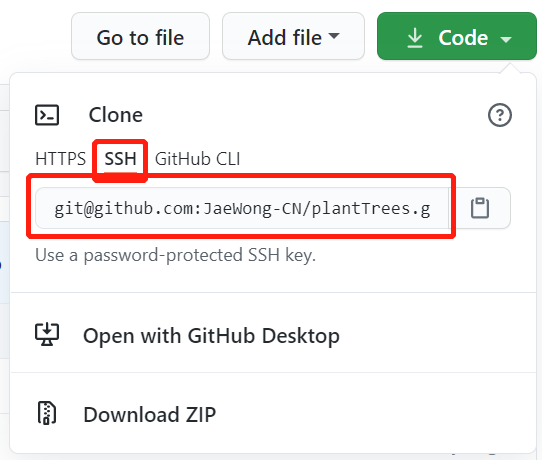 Go to file Add file Code
Clone
HTTPS SSH GitHub CLI
git@github.com:JaeWong-CN/plantTrees.g
Use a password-protected SSH key.
Open with GitHub Desktop
Download ZIP